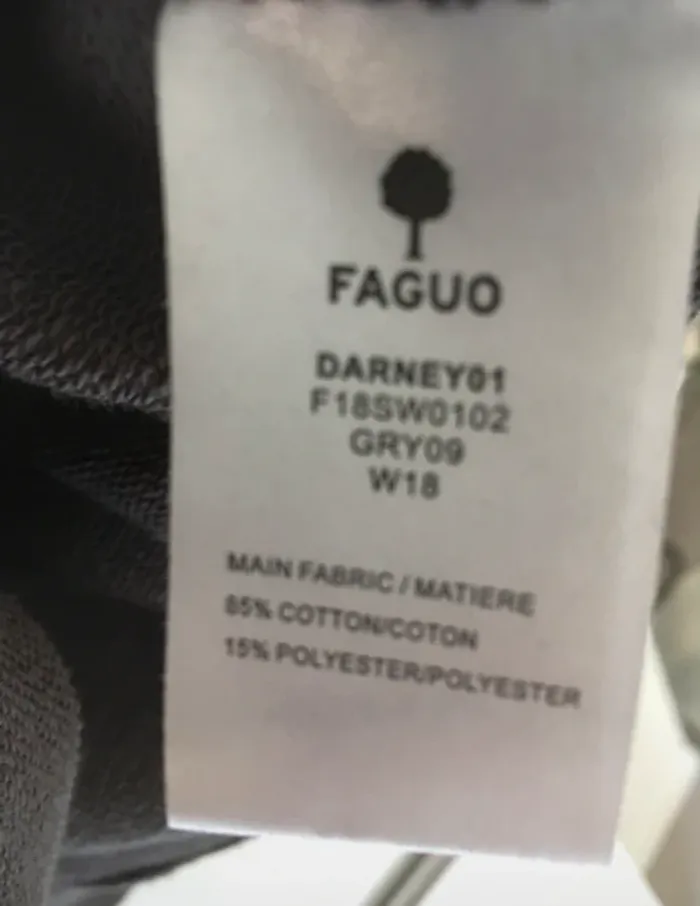 FAGUO
DARNEY01
F18SW0102
GRY09
W18
MAIN FABRIC / MATIERE
85% COTTON/COTON
15% POLYESTER/POLYESTER